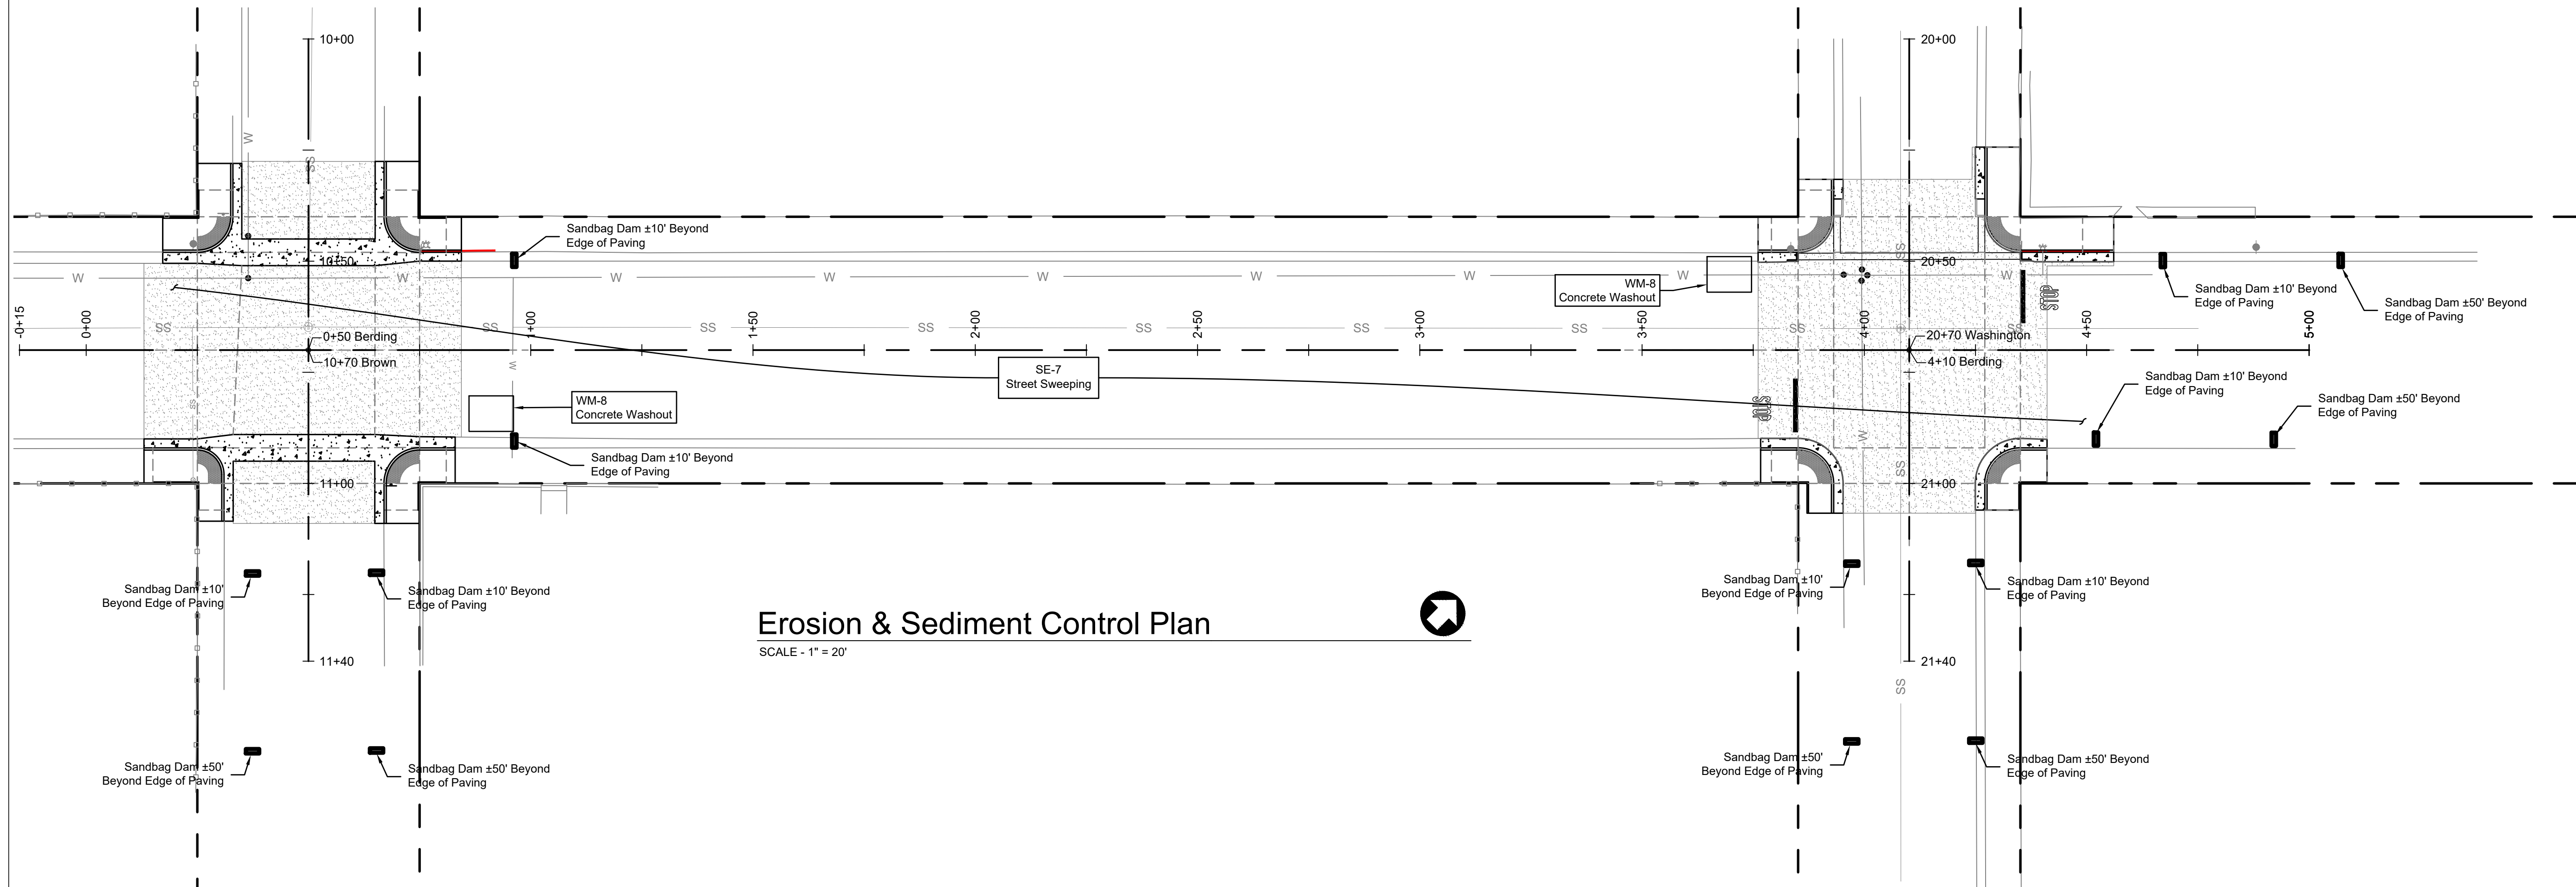 10+00
20+00
W
SS
Sandbag Dam ±10' Beyond
Edge of Paving
10+50
SS
20+50
W
W
W
W
W
W
W
W
W
W
WM-8
Concrete Washout
STOP
Sandbag Dam ±10' Beyond
Edge of Paving
Sandbag Dam ±50' Beyond
Edge of Paving
-0+15
0+00
SS
0+50 Berding
10+70 Brown
SS
1+00
SS
1+50
SS
2+00
SS
2+50
SS
3+00
SS
3+50
SS
4+00
20+70 Washington
4+10 Berding
SS
4+50
5+00
W
SE-7
Street Sweeping
Sandbag Dam ±10' Beyond
Edge of Paving
Sandbag Dam ±50' Beyond
Edge of Paving
SS
WM-8
Concrete Washout
STOP
W
Sandbag Dam ±10' Beyond
Edge of Paving
SS
11+00
21+00
Sandbag Dam ±10'
Beyond Edge of Paving
Sandbag Dam ±10' Beyond
Edge of Paving
Sandbag Dam ±10'
Beyond Edge of Paving
Sandbag Dam ±10' Beyond
Edge of Paving
Erosion & Sediment Control Plan
SCALE - 1" = 20'
11+40
21+40
SS
Sandbag Dam ±50'
Beyond Edge of Paving
Sandbag Dam ±50' Beyond
Edge of Paving
Sandbag Dam ±50'
Beyond Edge of Paving
Sandbag Dam ±50' Beyond
Edge of Paving